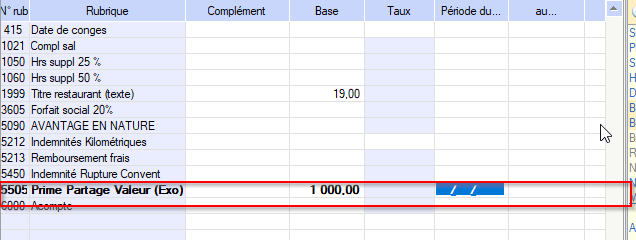 N° rub Rubrique Complément Base Taux Période du... au...
415 Date de conges
1021 Compl sal
1050 Hrs suppl 25 %
1060 Hrs suppl 50 %
1999 Titre restaurant (texte) 19,00
3605 Forfait social 20%
5090 AVANTAGE EN NATURE
5212 Indemnités Kilométriques
5213 Remboursement frais
5450 Indemnité Rupture Convent
5505 Prime Partage Valeur (Exo) 1 000,00 / /
6000 Acompte